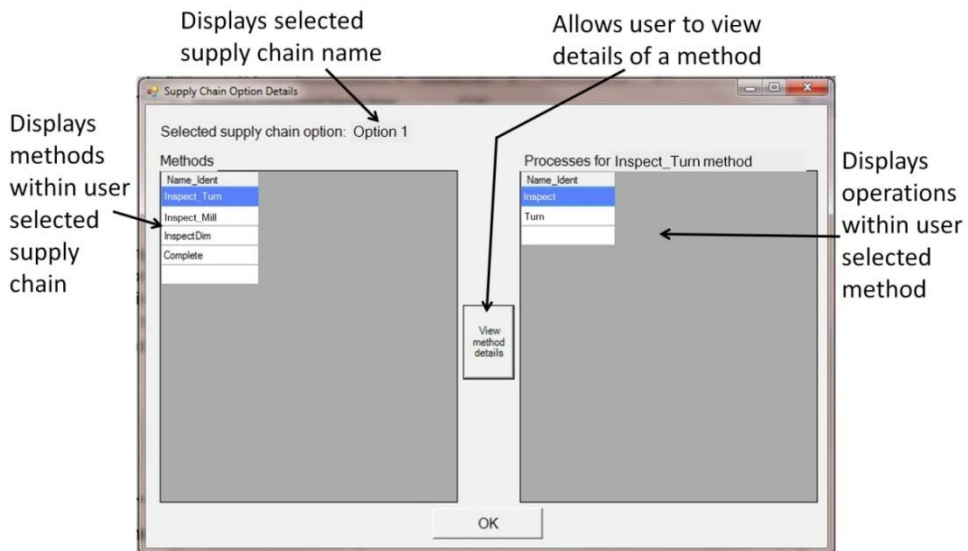 Displays selected
supply chain name
Allows user to view
details of a method
Supply Chain Option Details
Displays
methods
within user
selected
supply
chain
Selected supply chain option: Option 1
Methods
Name_Ident
Inspect_Turn
Inspect_Mill
InspectDim
Complete
View
method
details
Processes for Inspect_Turn method
Name_Ident
Inspect
Turn
Displays
operations
within user
selected
method
OK